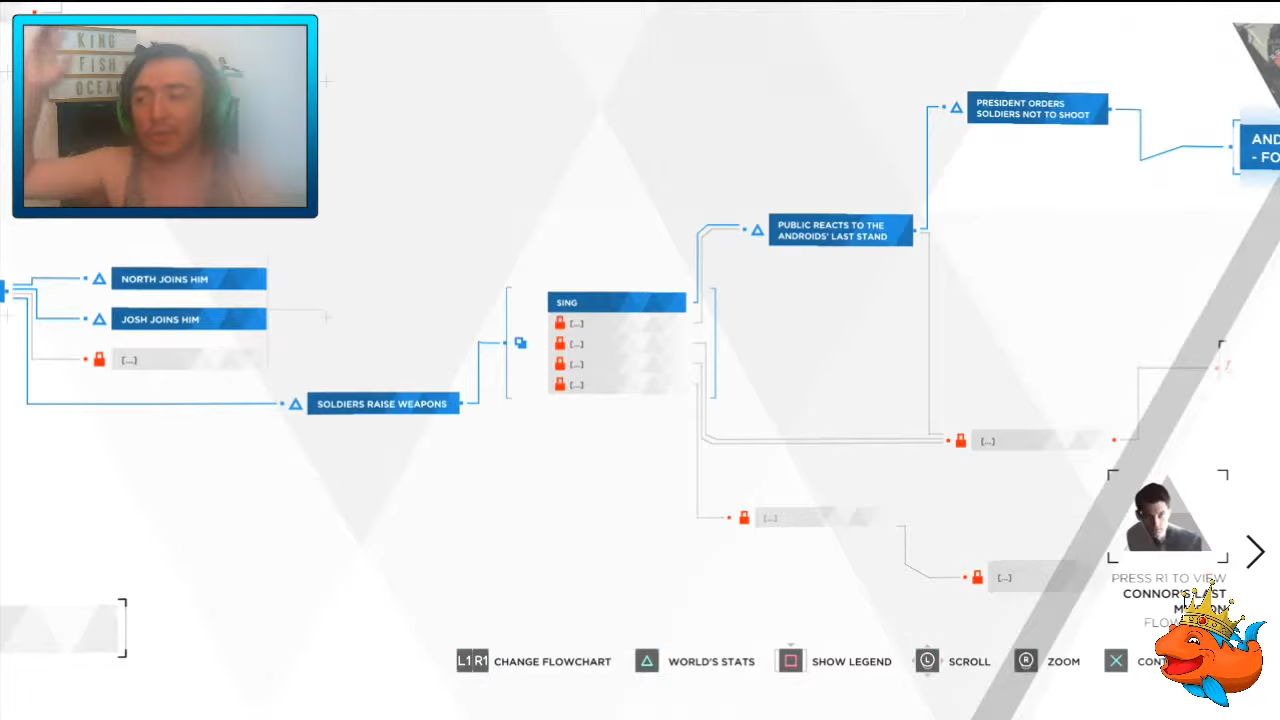 KING
FISH
OCEAN
PRESIDENT ORDERS
SOLDIERS NOT TO SHOOT
AND
- FO
PUBLIC REACTS TO THE
ANDROIDS' LAST STAND
NORTH JOINS HIM
JOSH JOINS HIM
[...]
SOLDIERS RAISE WEAPONS
SING
[...]
[...]
[...]
[...]
[...]
[...]
[...]
PRESS R1 TO VIEW
CONNOR'S LAST
FLOW
L1 R1 CHANGE FLOWCHART
WORLD'S STATS
SHOW LEGEND
L SCROLL
R ZOOM
CONT